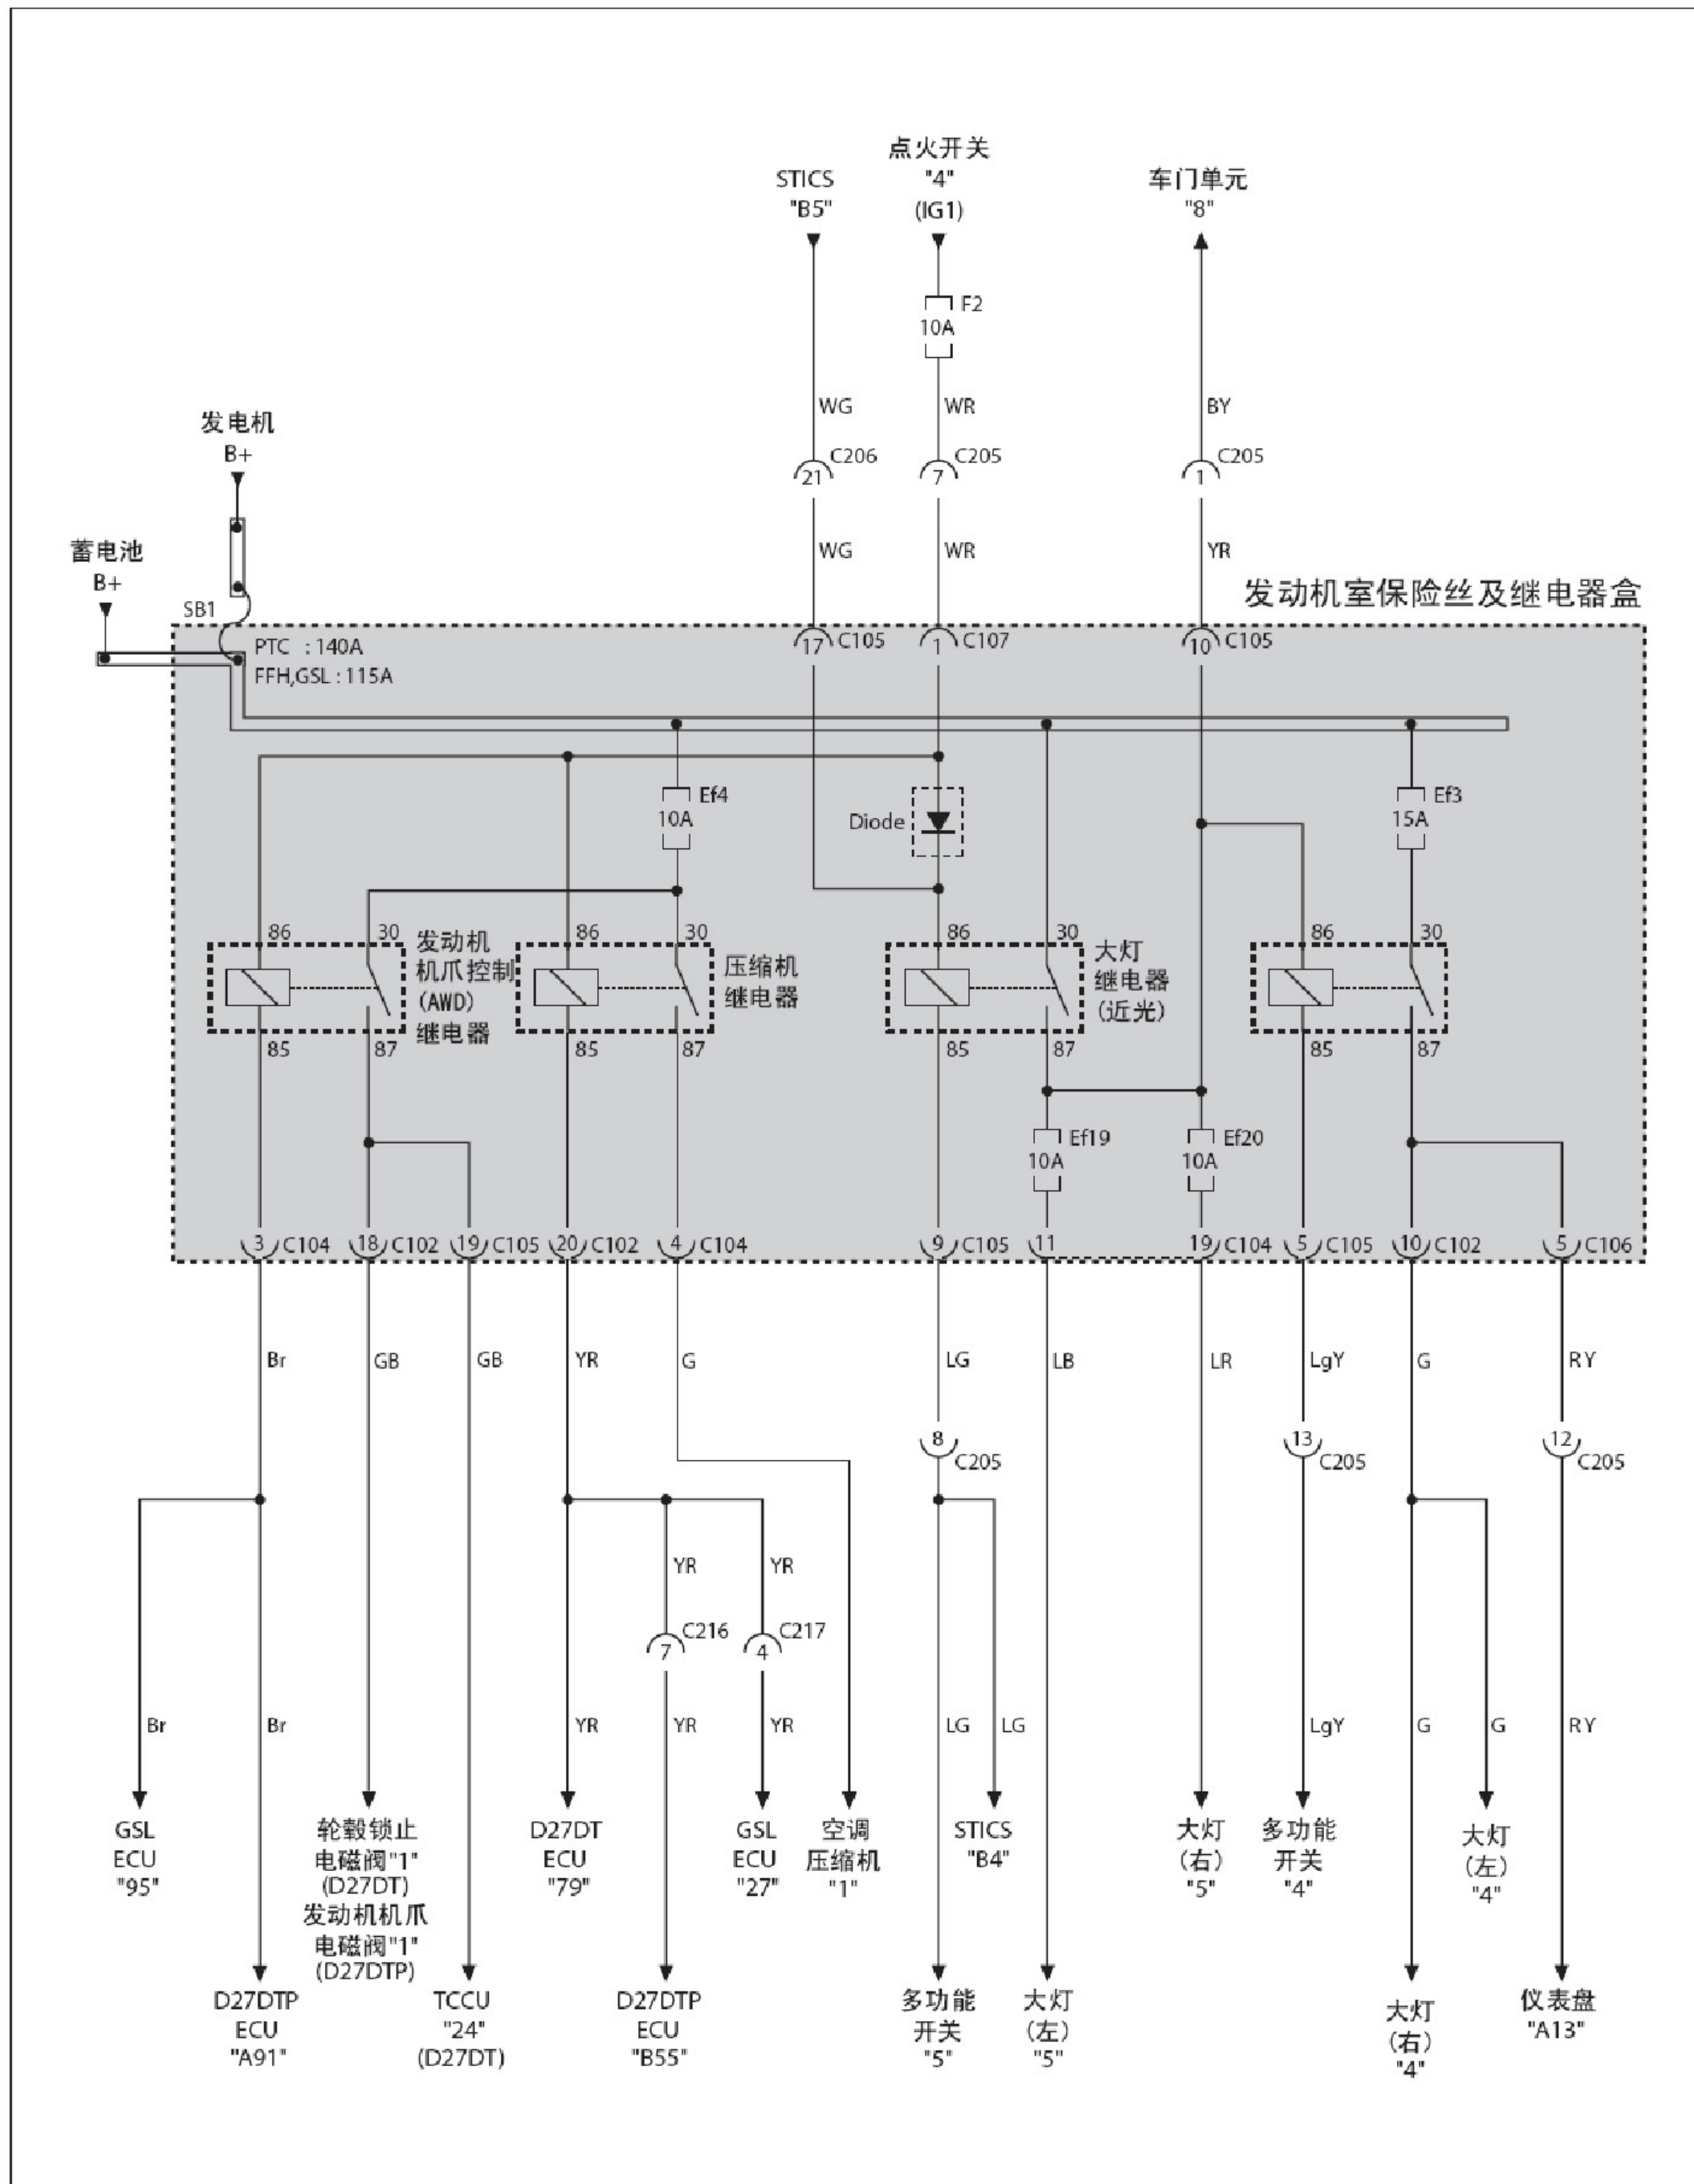 点火开关
"4"
(IG1)
STICS
"B5"
车门单元
"8"
F2
10A
WG
WR
BY
发电机
B+
C206
21
C205
7
C205
1
蓄电池
B+
WG
WR
YR
发动机室保险丝及继电器盒
SB1
PTC : 140A
FFH,GSL : 115A
17 C105
1 C107
10 C105
Ef4
10A
Diode
Ef3
15A
86
30
发动机
机爪控制
(AWD)
继电器
85
87
86
30
压缩机
继电器
85
87
86
30
大灯
继电器
(近光)
85
87
86
30
85
87
Ef19
10A
Ef20
10A
3 C104
18 C102
19 C105
20 C102
4 C104
9 C105
11
19 C104
5 C105
10 C102
5 C106
Br
GB
GB
YR
G
LG
LB
LR
LgY
G
RY
8
C205
13
C205
12
C205
YR
YR
C216
7
C217
4
Br
Br
YR
YR
YR
LG
LG
LgY
G
G
RY
GSL
ECU
"95"
轮毂锁止
电磁阀"1"
(D27DT)
发动机机爪
电磁阀"1"
(D27DTP)
D27DT
ECU
"79"
GSL
ECU
"27"
空调
压缩机
"1"
STICS
"B4"
大灯
(右)
"5"
多功能
开关
"4"
大灯
(左)
"4"
D27DTP
ECU
"A91"
TCCU
"24"
(D27DT)
D27DTP
ECU
"B55"
多功能
开关
"5"
大灯
(左)
"5"
大灯
(右)
"4"
仪表盘
"A13"